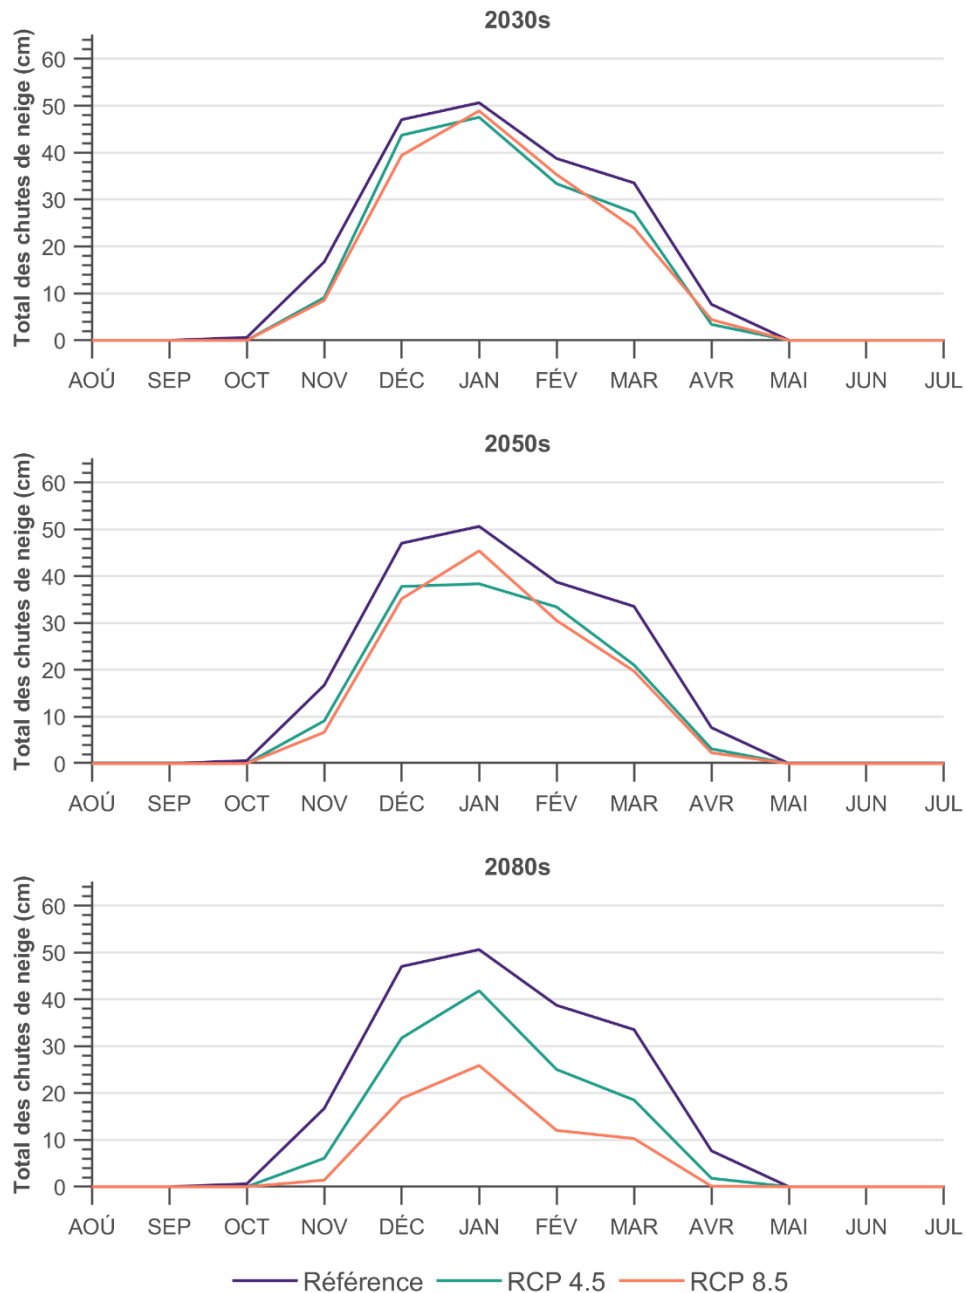 2030s
Total des chutes de neige (cm)
60
50
40
30
20
10
0
AOÚ SEP OCT NOV DÉC JAN FÉV MAR AVR MAI JUN JUL
2050s
Total des chutes de neige (cm)
60
50
40
30
20
10
0
AOÚ SEP OCT NOV DÉC JAN FÉV MAR AVR MAI JUN JUL
2080s
Total des chutes de neige (cm)
60
50
40
30
20
10
0
AOÚ SEP OCT NOV DÉC JAN FÉV MAR AVR MAI JUN JUL
Référence RCP 4.5 RCP 8.5